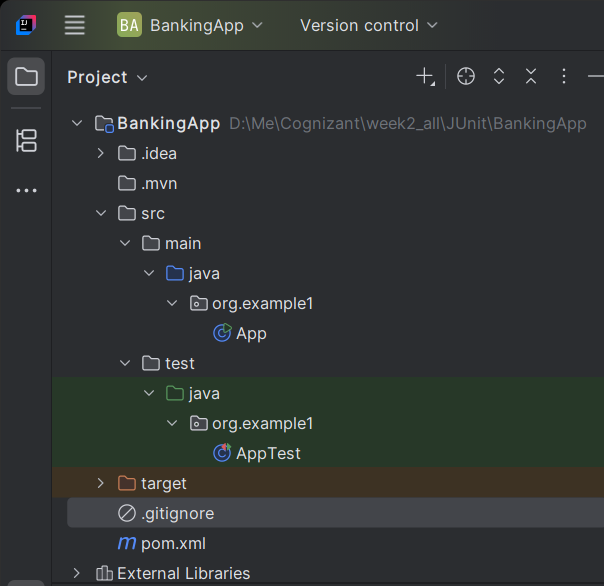 BA BankingApp Version control
Project
BankingApp D:\Me\Cognizant\week2_all\JUnit\BankingApp
.idea
.mvn
src
main
java
org.example1
App
test
java
org.example1
AppTest
target
.gitignore
m pom.xml
External Libraries